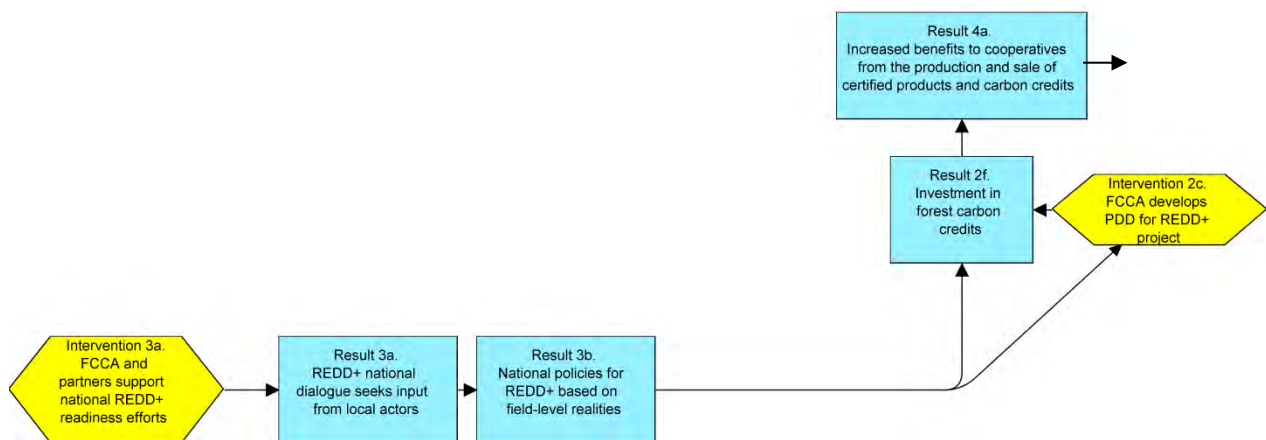 Result 4a.
Increased benefits to cooperatives
from the production and sale of
certified products and carbon credits
Result 2f.
Investment in
forest carbon
credits
Intervention 2c.
FCCA develops
PDD for REDD+
project
Intervention 3a.
FCCA and
partners support
national REDD+
readiness efforts
Result 3a.
REDD+ national
dialogue seeks input
from local actors
Result 3b.
National policies for
REDD+ based on
field-level realities